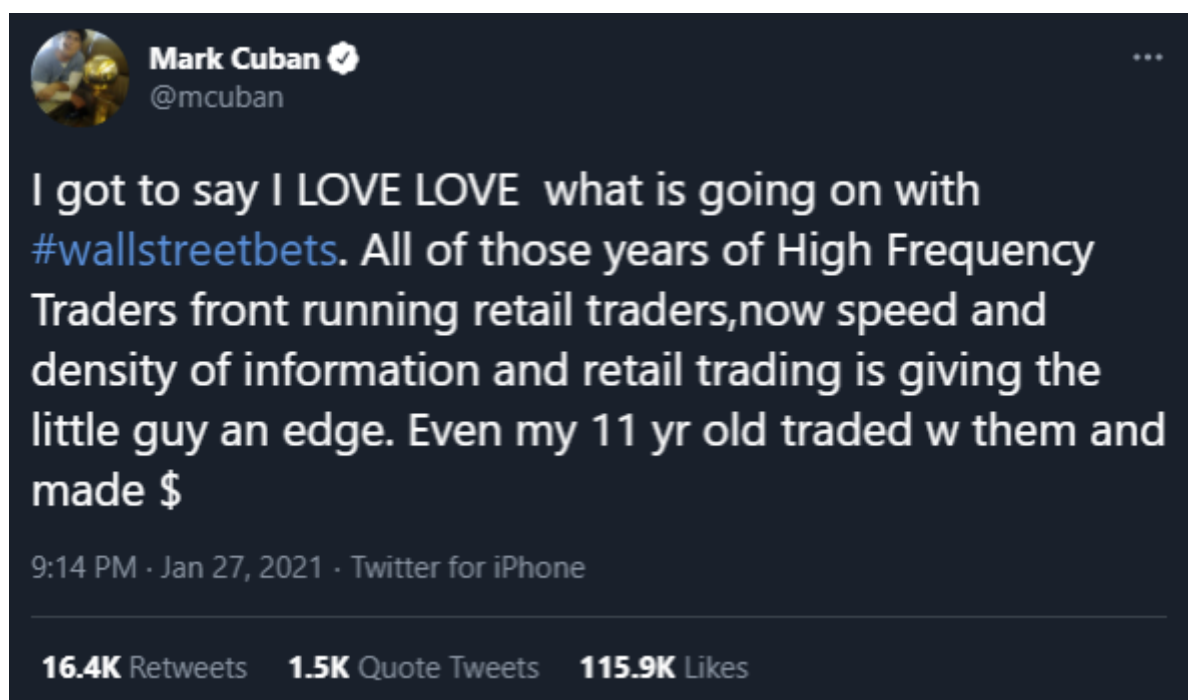 Mark Cuban
@mcuban
I got to say I LOVE LOVE  what is going on with
#wallstreetbets. All of those years of High Frequency
Traders front running retail traders,now speed and
density of information and retail trading is giving the
little guy an edge. Even my 11 yr old traded w them and
made $
9:14 PM · Jan 27, 2021 · Twitter for iPhone
16.4K Retweets 1.5K Quote Tweets 115.9K Likes